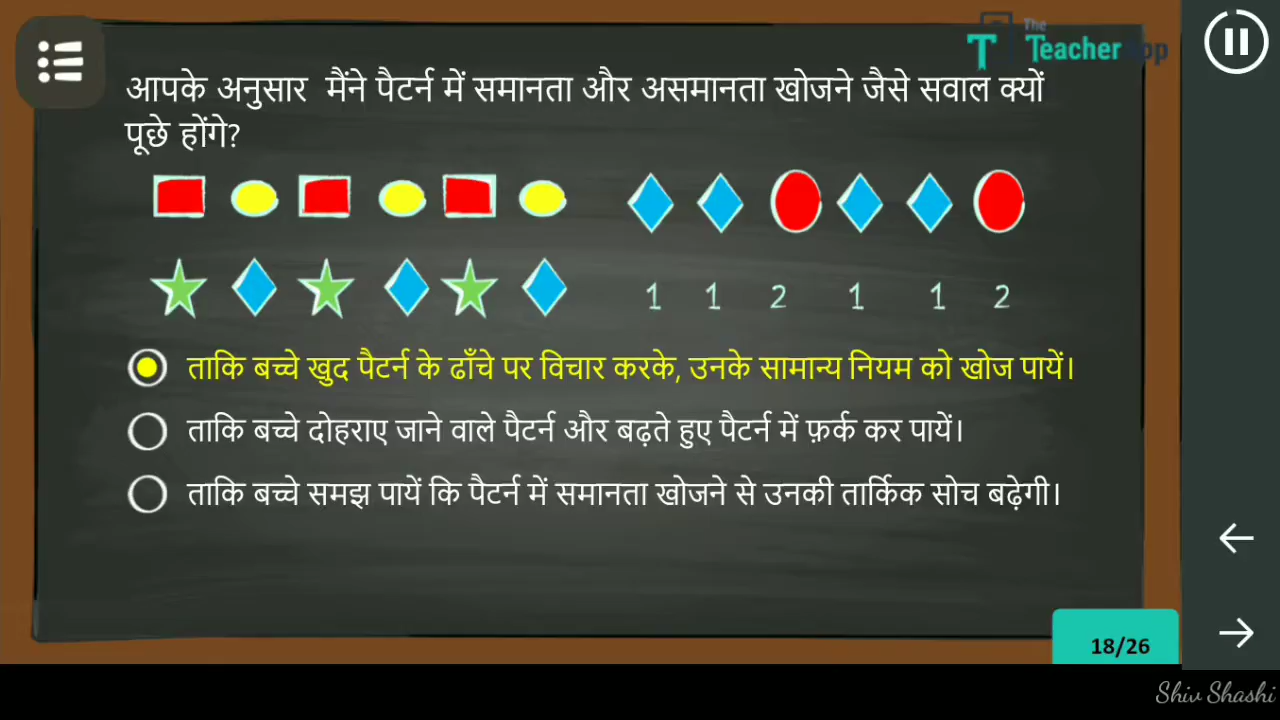 The
TeacherApp
आपके अनुसार मैंने पैटर्न में समानता और असमानता खोजने जैसे सवाल क्यों
पूछे होंगे?
1 1 2 1 1 2
ताकि बच्चे खुद पैटर्न के ढाँचे पर विचार करके, उनके सामान्य नियम को खोज पायें।
ताकि बच्चे दोहराए जाने वाले पैटर्न और बढ़ते हुए पैटर्न में फ़र्क कर पायें।
ताकि बच्चे समझ पायें कि पैटर्न में समानता खोजने से उनकी तार्किक सोच बढ़ेगी।
18/26
Shiv Shashi